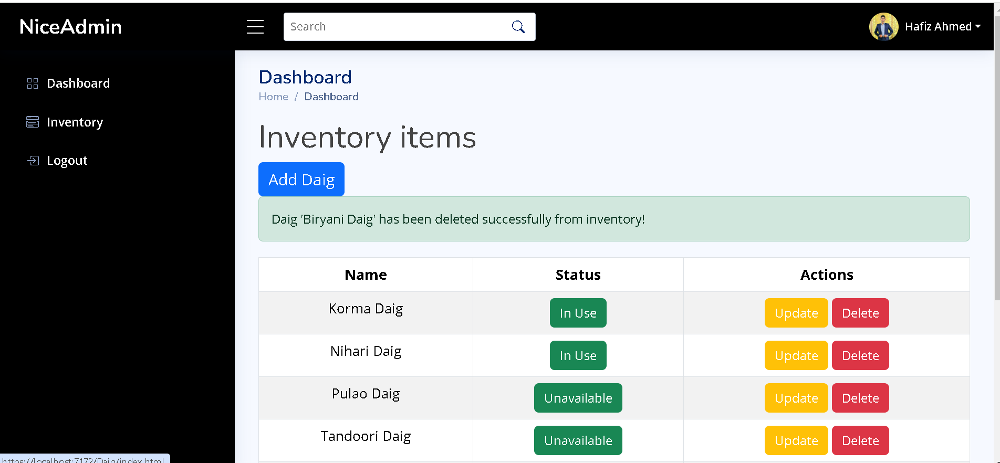 NiceAdmin
Search
Hafiz Ahmed
Dashboard
Inventory
Logout
Dashboard
Home / Dashboard
Inventory items
Add Daig
Daig 'Biryani Daig' has been deleted successfully from inventory!
Name Status Actions
Korma Daig In Use Update Delete
Nihari Daig In Use Update Delete
Pulao Daig Unavailable Update Delete
Tandoori Daig Unavailable Update Delete
https://localhost:7172/Daig/index.html